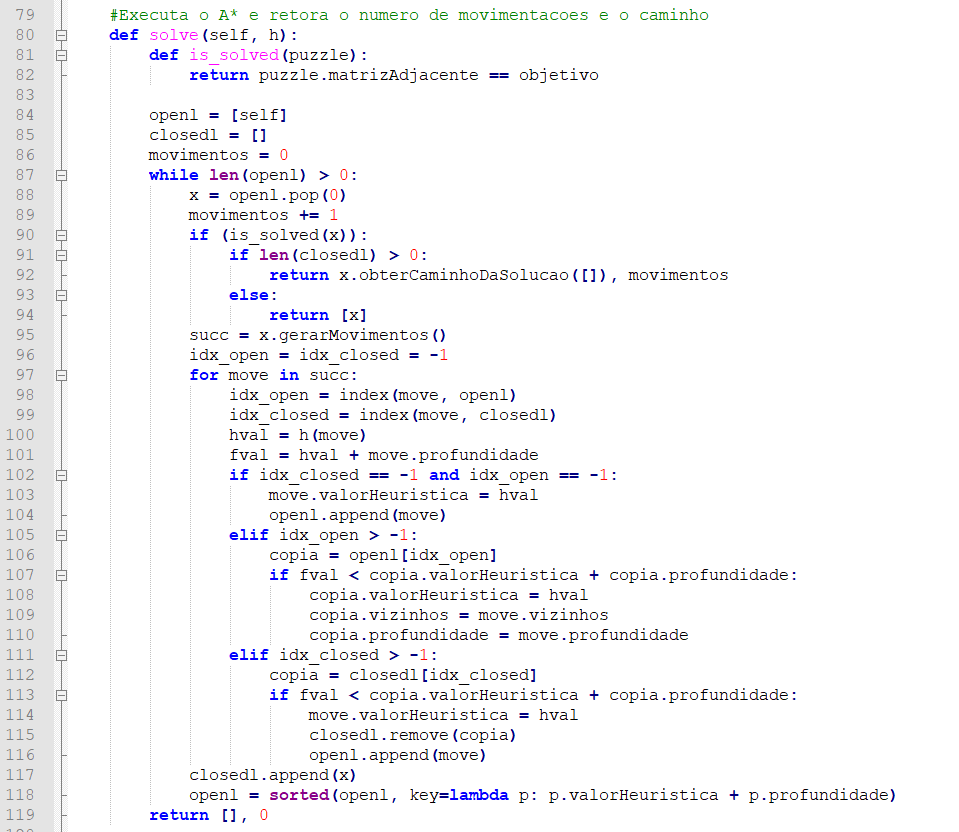 79 #Executa o A* e retora o numero de movimentacoes e o caminho
80 def solve(self, h):
81 def is_solved(puzzle):
82 return puzzle.matrizAdjacente == objetivo
83
84 openl = [self]
85 closedl = []
86 movimentos = 0
87 while len(openl) > 0:
88 x = openl.pop(0)
89 movimentos += 1
90 if (is_solved(x)):
91 if len(closedl) > 0:
92 return x.obterCaminhoDaSolucao([]), movimentos
93 else:
94 return [x]
95 succ = x.gerarMovimentos()
96 idx_open = idx_closed = -1
97 for move in succ:
98 idx_open = index(move, openl)
99 idx_closed = index(move, closedl)
100 hval = h(move)
101 fval = hval + move.profundidade
102 if idx_closed == -1 and idx_open == -1:
103 move.valorHeuristica = hval
104 openl.append(move)
105 elif idx_open > -1:
106 copia = openl[idx_open]
107 if fval < copia.valorHeuristica + copia.profundidade:
108 copia.valorHeuristica = hval
109 copia.vizinhos = move.vizinhos
110 copia.profundidade = move.profundidade
111 elif idx_closed > -1:
112 copia = closedl[idx_closed]
113 if fval < copia.valorHeuristica + copia.profundidade:
114 move.valorHeuristica = hval
115 closedl.remove(copia)
116 openl.append(move)
117 closedl.append(x)
118 openl = sorted(openl, key=lambda p: p.valorHeuristica + p.profundidade)
119 return [], 0